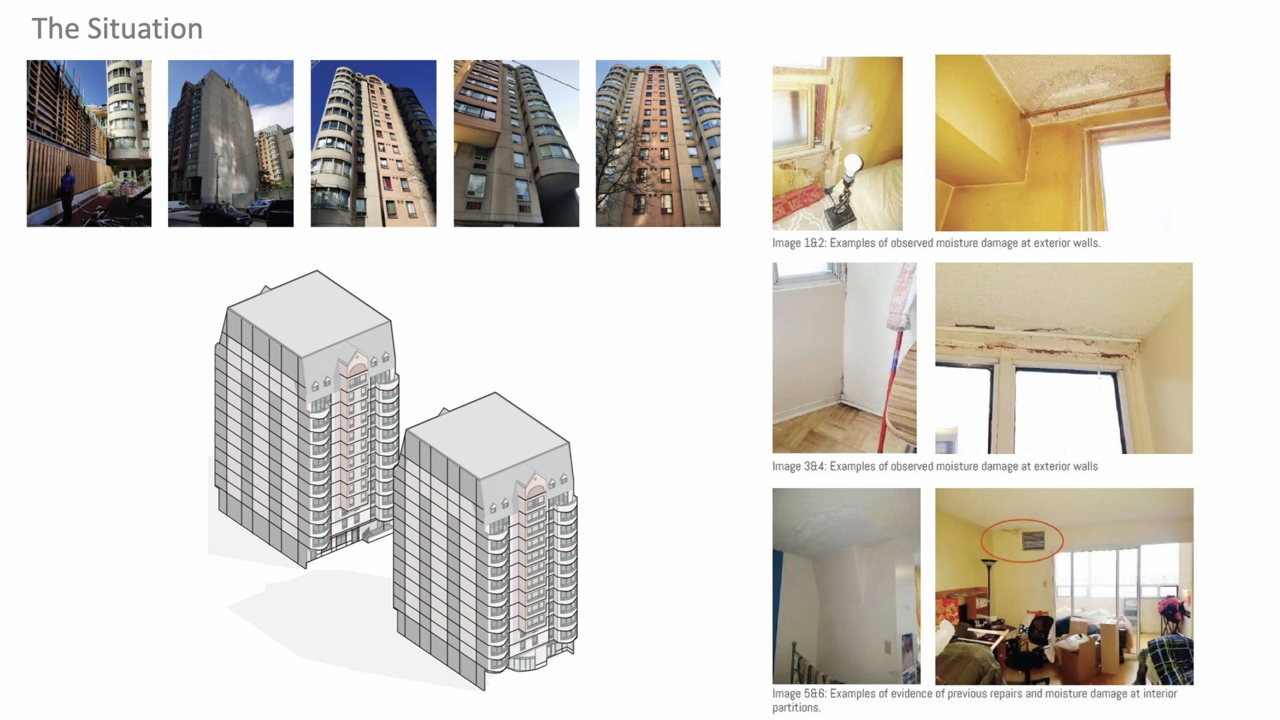 The Situation
Image 1&2: Examples of observed moisture damage at exterior walls.
Image 3&4: Examples of observed moisture damage at exterior walls
Image 5&6: Examples of evidence of previous repairs and moisture damage at interior
partitions.